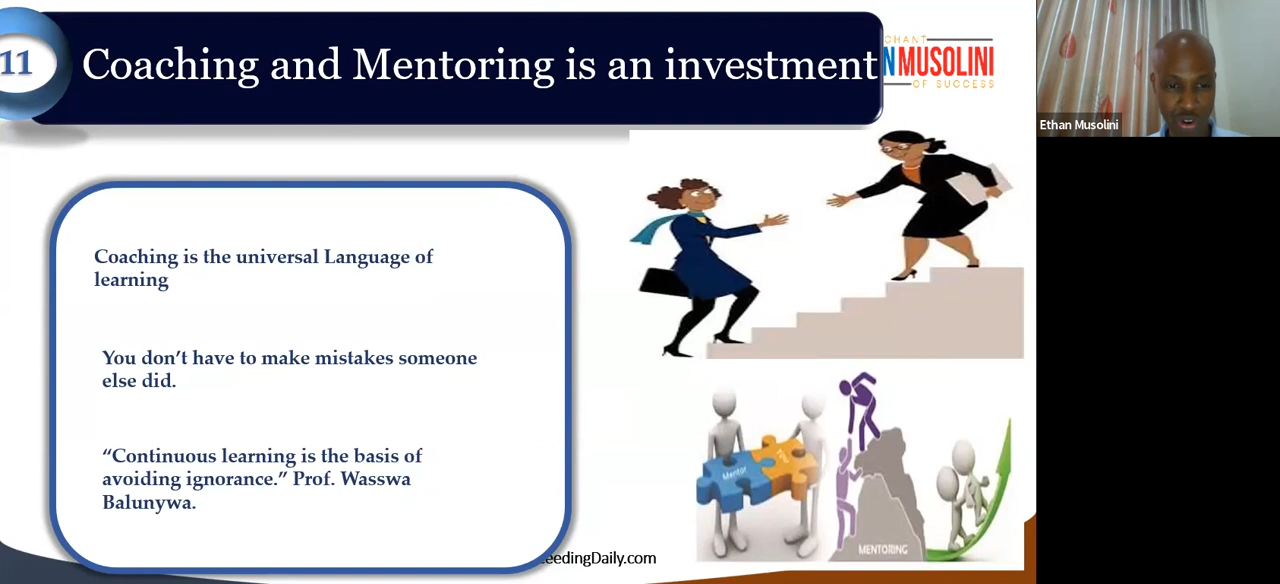 11
Coaching and Mentoring is an investment
CHANT
N MUSOLINI
OF SUCCESS
Ethan Musolini
Coaching is the universal Language of
learning
You don’t have to make mistakes someone
else did.
“Continuous learning is the basis of
avoiding ignorance.” Prof. Wasswa
Balunywa.
Mentor
MENTORING
eedingDaily.com